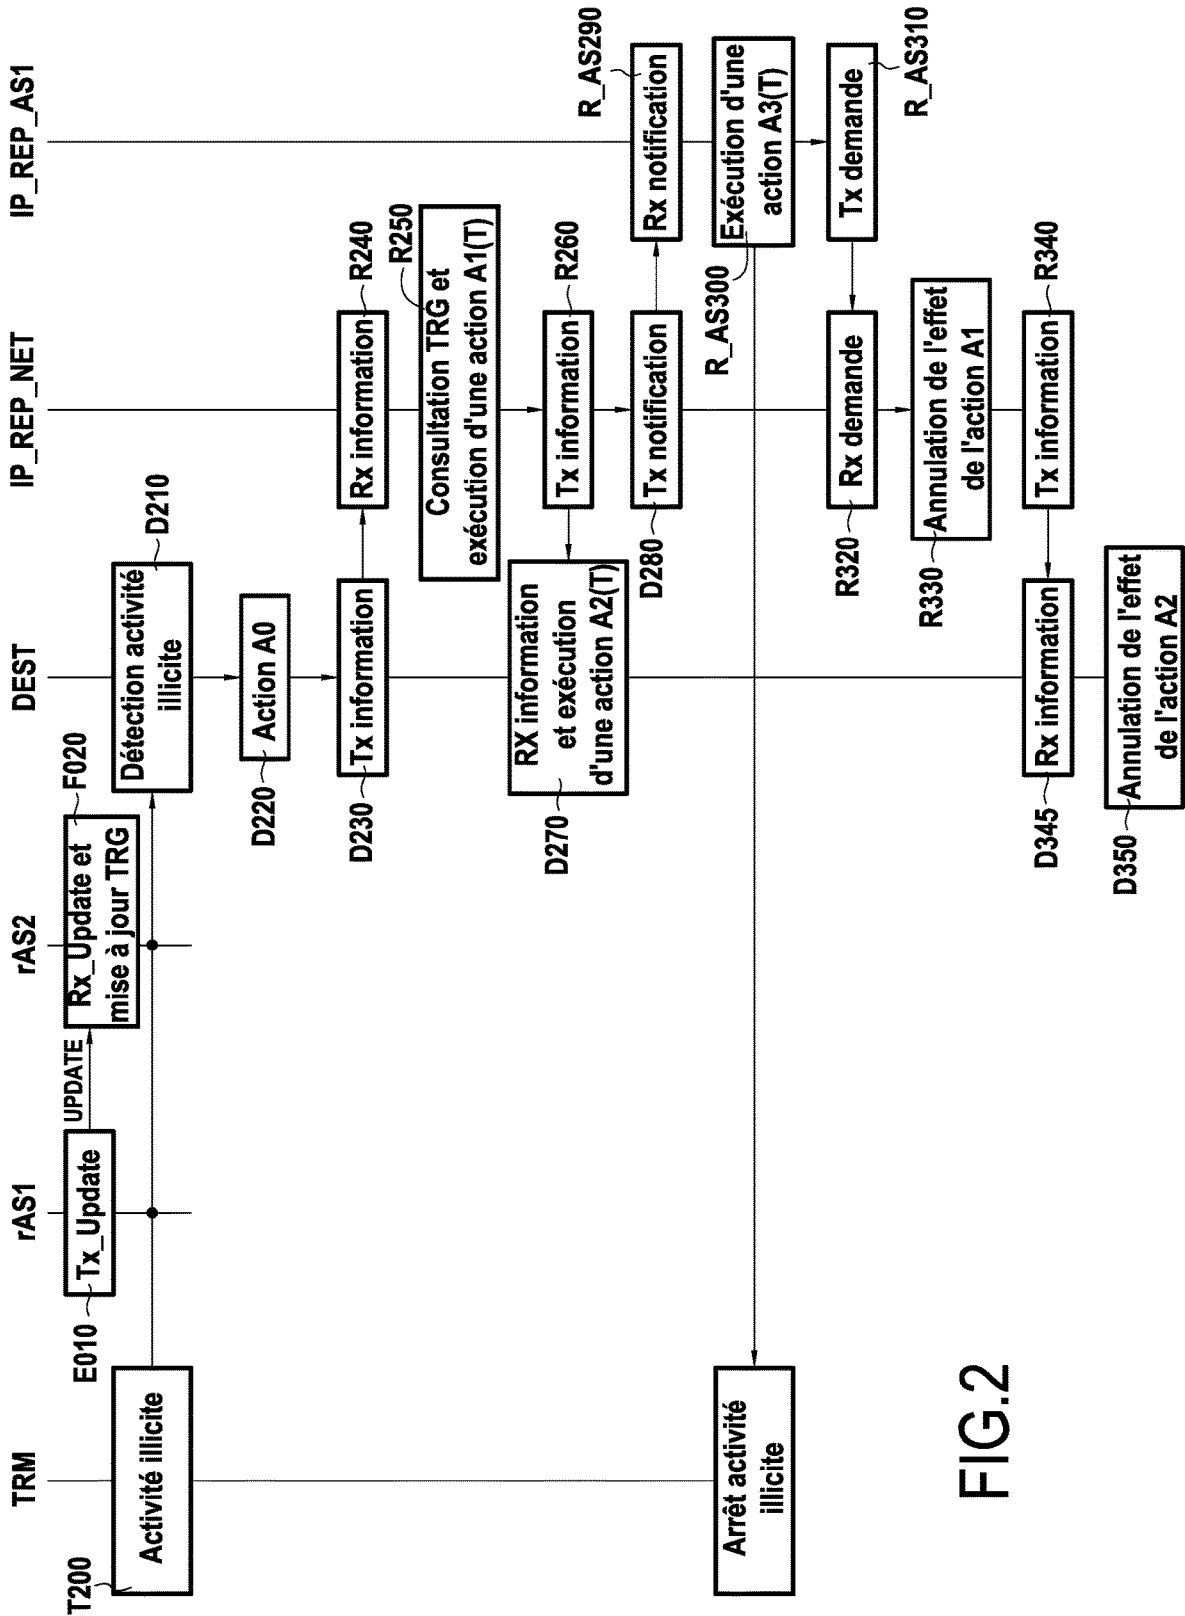 TRM
rAS1
rAS2
DEST
IP_REP_NET
IP_REP_AS1
E010
Tx_Update
UPDATE
Rx_Update et
mise à jour TRG
F020
T200
Activité illicite
Détection activité
illicite
D210
D220
Action A0
D230
Tx information
Rx information
R240
Consultation TRG et
exécution d'une action A1(T)
R250
D270
RX information
et exécution
d'une action A2(T)
Tx information
R260
D280
Tx notification
Rx notification
R_AS290
Arrêt activité
illicite
R_AS300
Exécution d'une
action A3(T)
R320
Rx demande
Tx demande
R_AS310
R330
Annulation de l'effet
de l'action A1
D345
Rx information
Tx information
R340
D350
Annulation de l'effet
de l'action A2
FIG.2